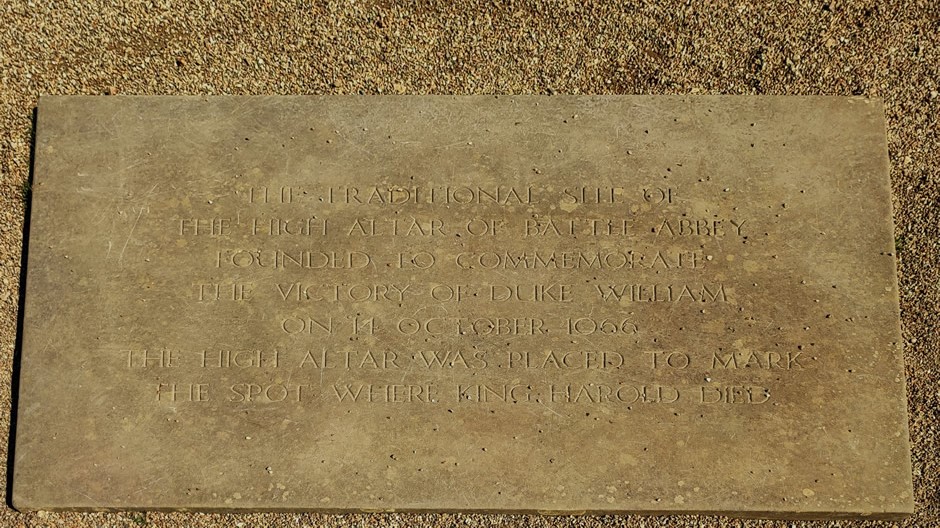 THE TRADITIONAL SITE OF
THE HIGH ALTAR OF BATTLE ABBEY
FOUNDED TO COMMEMORATE
THE VICTORY OF DUKE WILLIAM
ON 14 OCTOBER 1066
THE HIGH ALTAR WAS PLACED TO MARK
THE SPOT WHERE KING HAROLD DIED